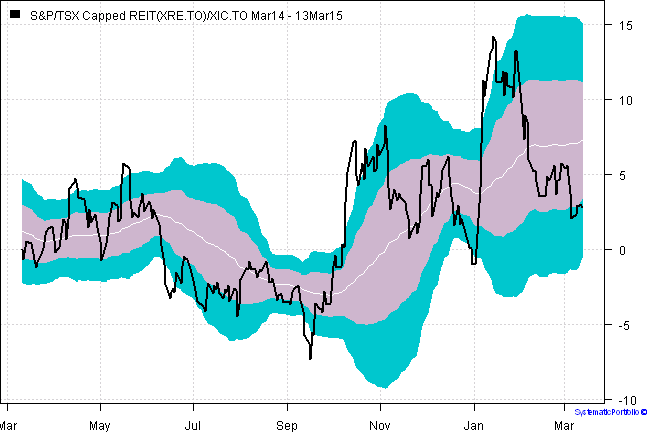 S&P/TSX Capped REIT(XRE.TO)/XIC.TO Mar14 - 13Mar15
15
10
5
0
-5
-10
SystematicPortfolio ©
Mar May Jul Sep Nov Jan Mar